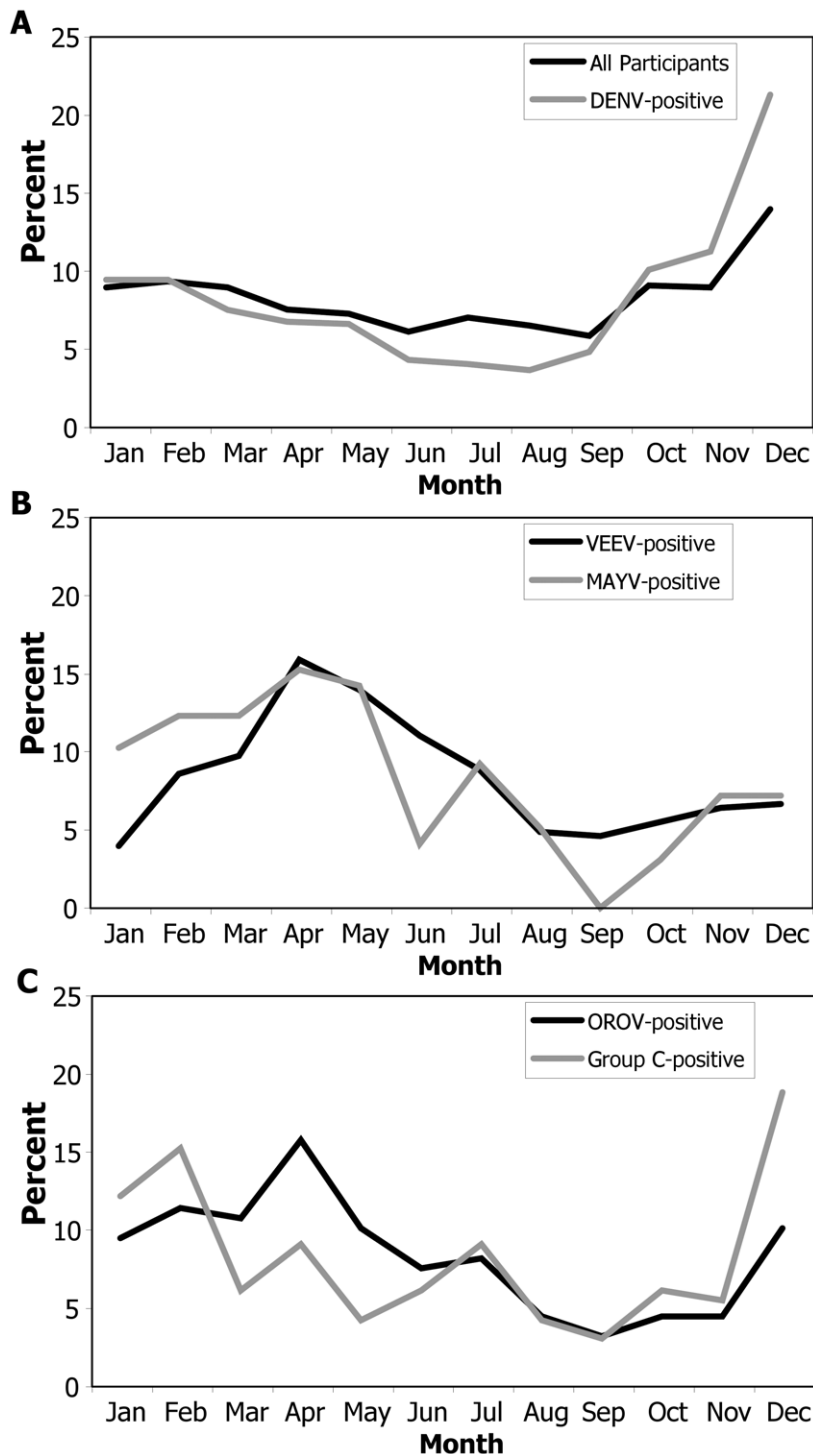 A
25
20
15
10
5
0
Percent
All Participants
DENV-positive
Jan Feb Mar Apr May Jun Jul Aug Sep Oct Nov Dec
Month
B
25
20
15
10
5
0
Percent
VEEV-positive
MAYV-positive
Jan Feb Mar Apr May Jun Jul Aug Sep Oct Nov Dec
Month
C
25
20
15
10
5
0
Percent
OROV-positive
Group C-positive
Jan Feb Mar Apr May Jun Jul Aug Sep Oct Nov Dec
Month